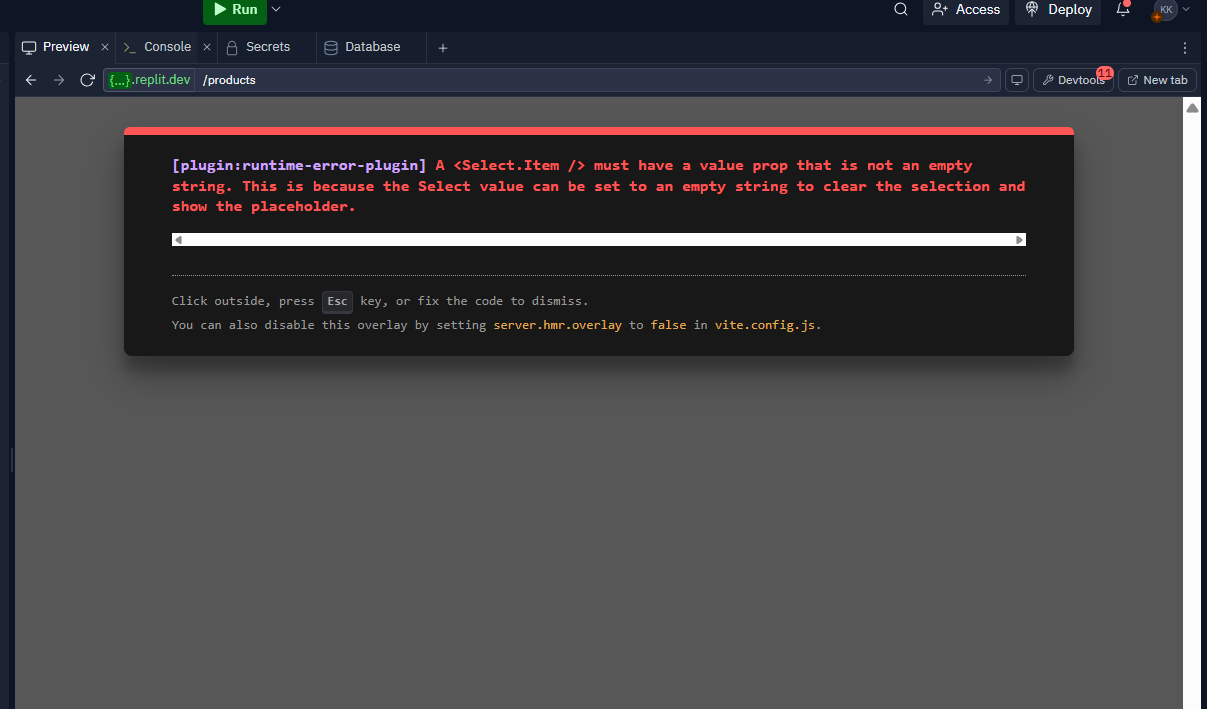 Run
Access
Deploy
KK
Preview
>_ Console
Secrets
Database
{...}.replit.dev
/products
Devtools
11
New tab
[plugin:runtime-error-plugin] A <Select.Item /> must have a value prop that is not an empty
string. This is because the Select value can be set to an empty string to clear the selection and
show the placeholder.
Click outside, press Esc key, or fix the code to dismiss.
You can also disable this overlay by setting server.hmr.overlay to false in vite.config.js.